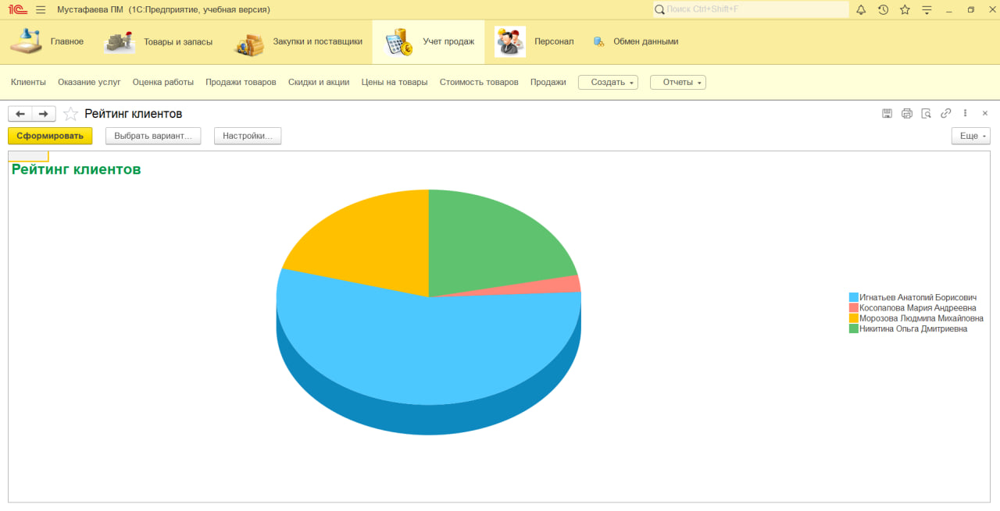 1С Мустафаева ПМ (1С:Предприятие, учебная версия) Поиск Ctrl+Shift+F
Главное Товары и запасы Закупки и поставщики Учет продаж Персонал Обмен данными
Клиенты Оказание услуг Оценка работы Продажи товаров Скидки и акции Цены на товары Стоимость товаров Продажи Создать Отчеты
Рейтинг клиентов
Сформировать Выбрать вариант... Настройки... Еще
Рейтинг клиентов
Игнатьев Анатолий Борисович
Косолапова Мария Андреевна
Морозова Людмила Михайловна
Никитина Ольга Дмитриевна